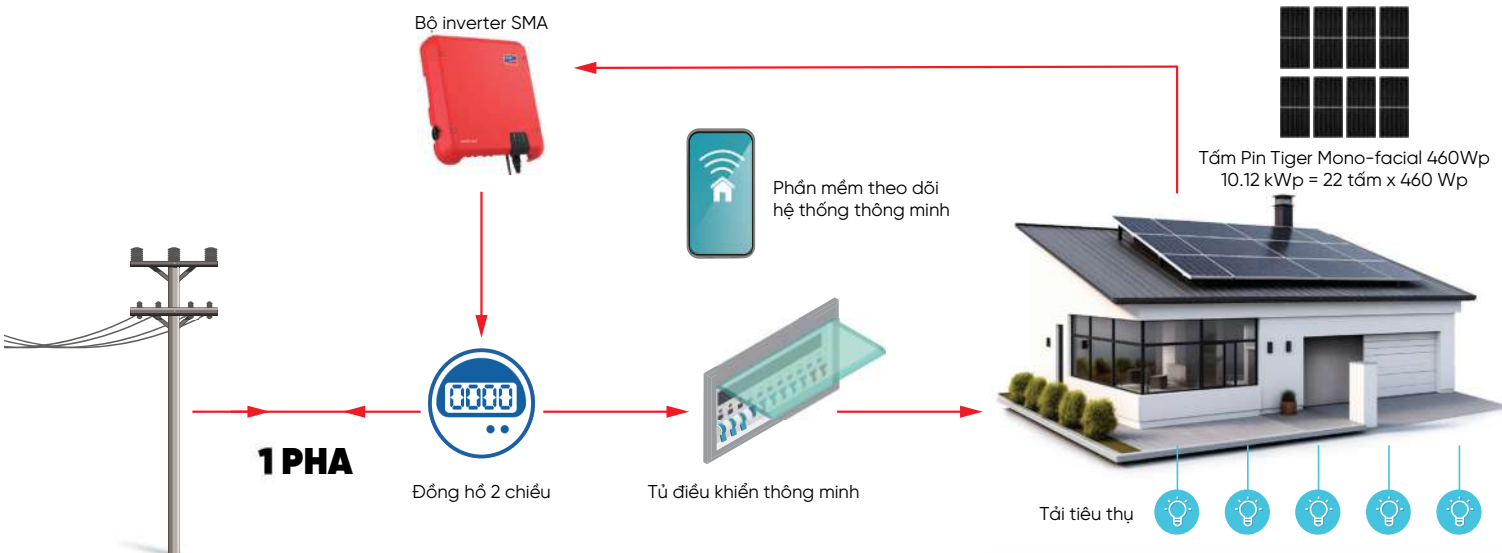 Bộ inverter SMA
Tấm Pin Tiger Mono-facial 460Wp
10.12 kWp = 22 tấm x 460 Wp
Phần mềm theo dõi
hệ thống thông minh
0000
1 PHA
Đồng hồ 2 chiều
Tủ điều khiển thông minh
Tải tiêu thụ